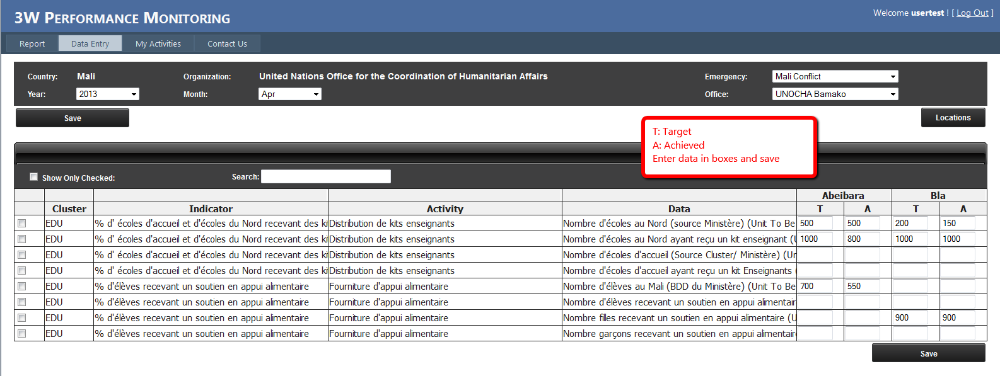 3W PERFORMANCE MONITORING
Welcome usertest ! [ Log Out ]
Report Data Entry My Activities Contact Us
Country: Mali Organization: United Nations Office for the Coordination of Humanitarian Affairs Emergency: Mali Conflict
Year: 2013 Month: Apr Office: UNOCHA Bamako
Save Locations
T: Target
A: Achieved
Enter data in boxes and save
Show Only Checked: Search:
Abeibara Bla
Cluster Indicator Activity Data T A T A
EDU % d' écoles d'accueil et d'écoles du Nord recevant des ki Distribution de kits enseignants Nombre d'écoles au Nord (source Ministère) (Unit To Be 500 500 200 150
EDU % d' écoles d'accueil et d'écoles du Nord recevant des ki Distribution de kits enseignants Nombre d'écoles au Nord ayant reçu un kit enseignant (U 1000 800 1000 1000
EDU % d' écoles d'accueil et d'écoles du Nord recevant des ki Distribution de kits enseignants Nombre d'écoles d'accueil (Source Cluster/ Ministère) (Un
EDU % d' écoles d'accueil et d'écoles du Nord recevant des ki Distribution de kits enseignants Nombre d'écoles d'accueil ayant reçu un kit Enseignants (
EDU % d'élèves recevant un soutien en appui alimentaire Fourniture d'appui alimentaire Nombre d'élèves au Mali (BDD du Ministère) (Unit To Be 700 550
EDU % d'élèves recevant un soutien en appui alimentaire Fourniture d'appui alimentaire Nombre d'élèves recevant un soutien en appui alimentair
EDU % d'élèves recevant un soutien en appui alimentaire Fourniture d'appui alimentaire Nombre filles recevant un soutien en appui alimentaire (U 900 900
EDU % d'élèves recevant un soutien en appui alimentaire Fourniture d'appui alimentaire Nombre garçons recevant un soutien en appui alimentair
Save